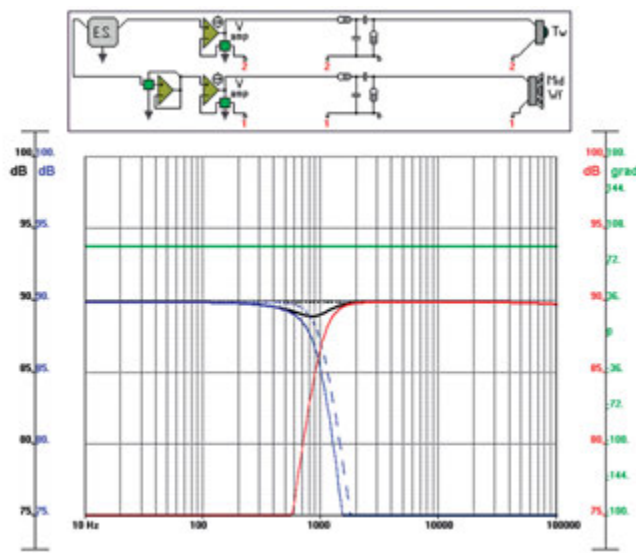 E.S.
V
amp
Tw
2 2 2
V
amp
Mid
Wf
1 1 1
100. 100. 100. 180.
dB dB dB grad
144.
95. 95. 95. 108.
72.
90. 90. 90. 36.
0
85. 85. 85. -36.
-72.
80. 80. 80. -108.
-144.
75. 75. 75. -180.
10 Hz 100 1000 10000 100000